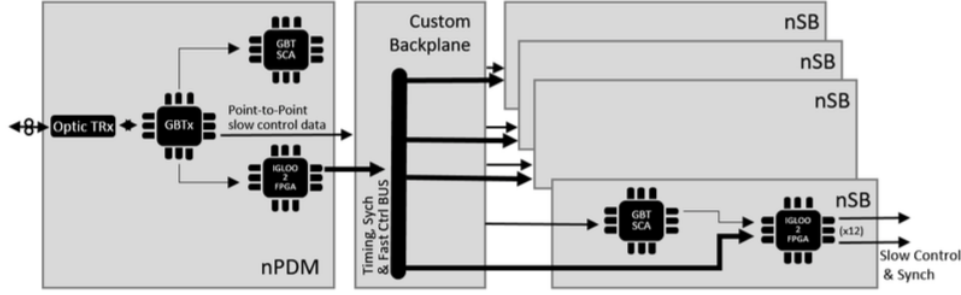 Optic TRx
GBTx
GBT
SCA
Point-to-Point
slow control data
IGLOO
2
FPGA
nPDM
Custom
Backplane
Timing, Sych
& Fast Ctrl BUS
nSB
nSB
nSB
nSB
GBT
SCA
IGLOO
2
FPGA
(x12)
Slow Control
& Synch